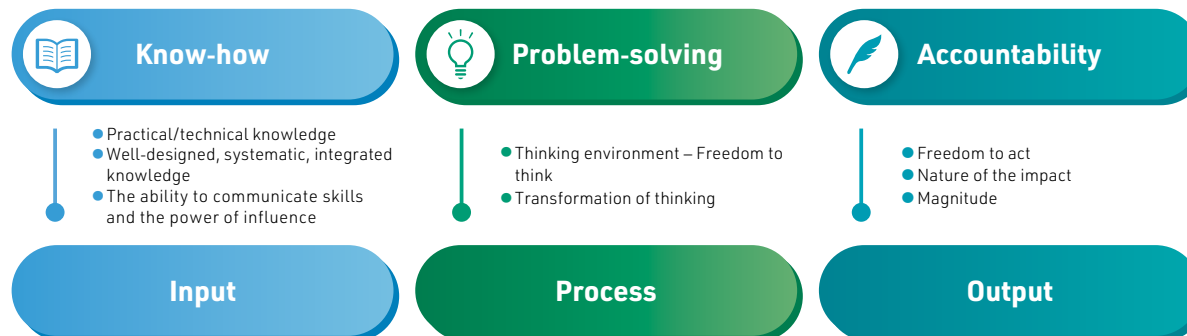 Know-how
Practical/technical knowledge
Well-designed, systematic, integrated
knowledge
The ability to communicate skills
and the power of influence
Input
Problem-solving
Thinking environment – Freedom to
think
Transformation of thinking
Process
Accountability
Freedom to act
Nature of the impact
Magnitude
Output